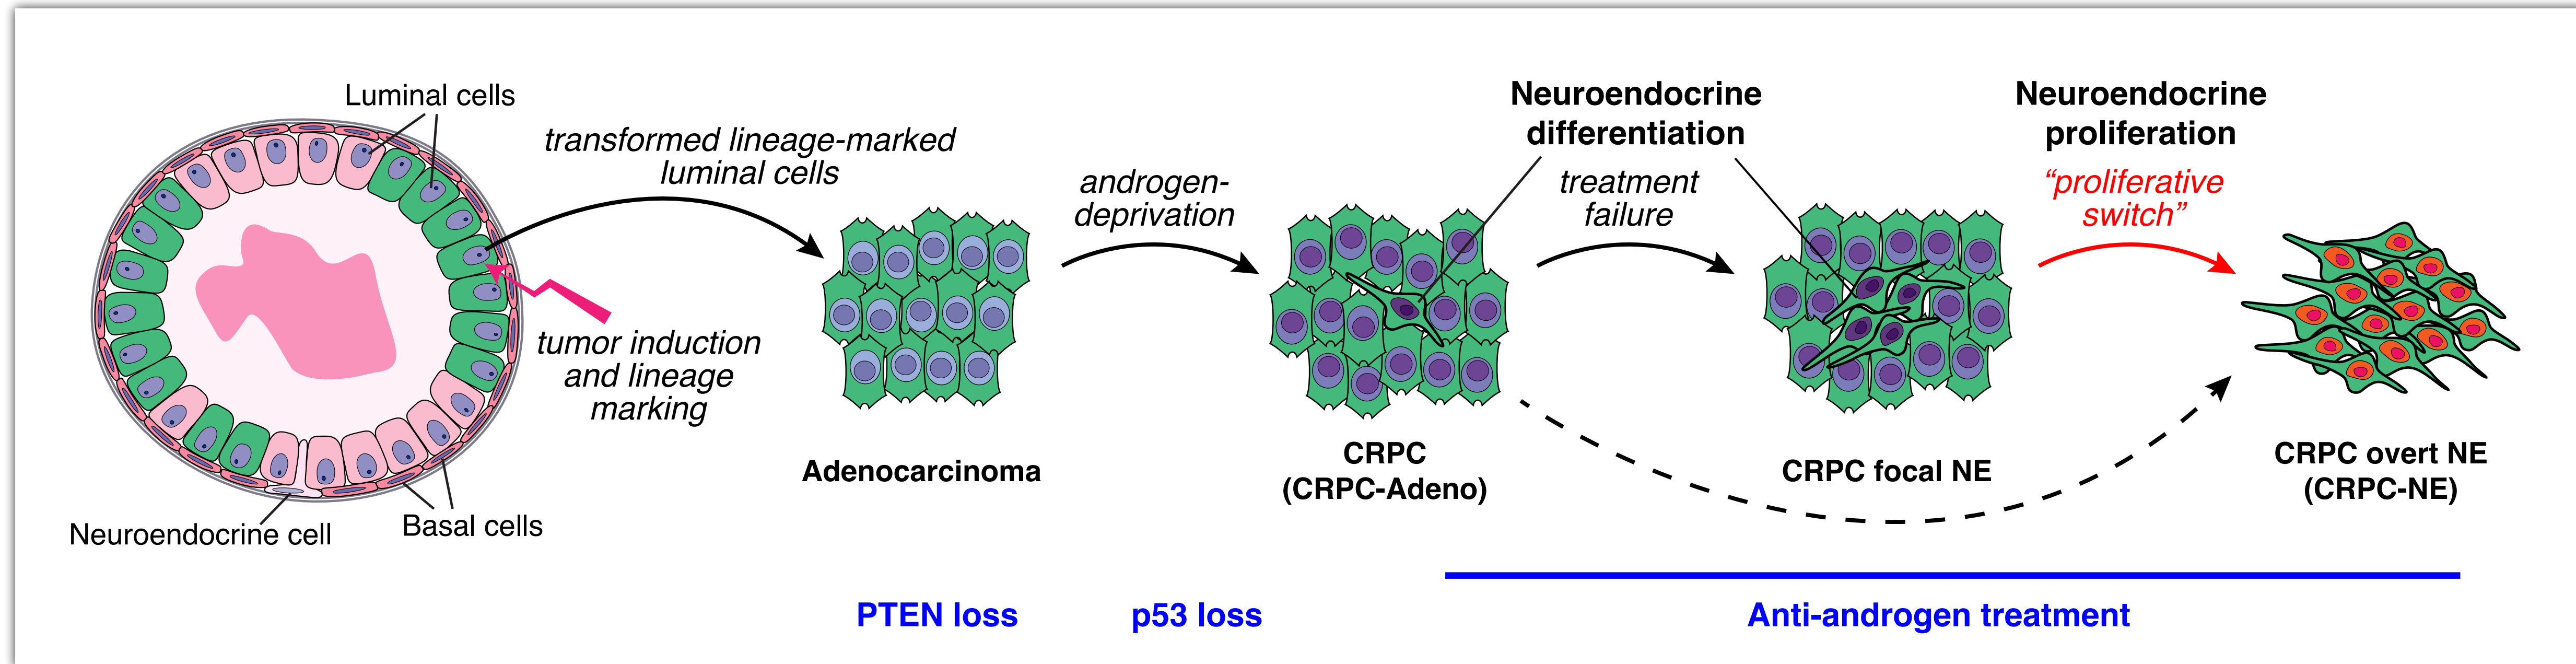 Luminal cells
transformed lineage-marked
luminal cells
tumor induction
and lineage
marking
Neuroendocrine cell
Basal cells
Adenocarcinoma
androgen-
deprivation
CRPC
(CRPC-Adeno)
Neuroendocrine
differentiation
treatment
failure
CRPC focal NE
Neuroendocrine
proliferation
“proliferative
switch”
CRPC overt NE
(CRPC-NE)
PTEN loss
p53 loss
Anti-androgen treatment